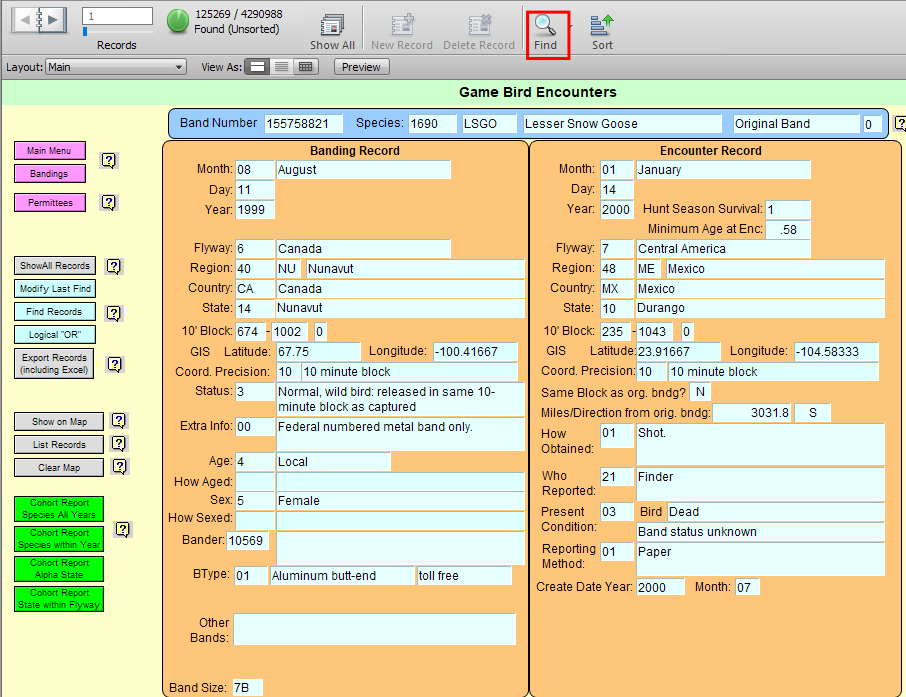 1
125269 / 4290988
Found (Unsorted)
Records
Show All
New Record
Delete Record
Find
Sort
Layout: Main
View As:
Preview
Game Bird Encounters
Band Number 155758821 Species: 1690 LSGO Lesser Snow Goose Original Band 0 ?
Main Menu
?
Bandings
Permittees
?
ShowAll Records
?
Modify Last Find
Find Records
?
Logical "OR"
Export Records
(including Excel)
?
Show on Map
?
List Records
?
Clear Map
?
Cohort Report
Species All Years
?
Cohort Report
Species within Year
Cohort Report
Alpha State
Cohort Report
State within Flyway
Banding Record
Month: 08 August
Day: 11
Year: 1999
Flyway: 6 Canada
Region: 40 NU Nunavut
Country: CA Canada
State: 14 Nunavut
10' Block: 674 - 1002 0
GIS Latitude: 67.75 Longitude: -100.41667
Coord. Precision: 10 10 minute block
Status: 3 Normal, wild bird: released in same 10-
minute block as captured
Extra Info: 00 Federal numbered metal band only.
Age: 4 Local
How Aged:
Sex: 5 Female
How Sexed:
Bander: 10569
BType: 01 Aluminum butt-end toll free
Other
Bands:
Band Size: 7B
Encounter Record
Month: 01 January
Day: 14
Year: 2000 Hunt Season Survival: 1
Minimum Age at Enc: .58
Flyway: 7 Central America
Region: 48 ME Mexico
Country: MX Mexico
State: 10 Durango
10' Block: 235 - 1043 0
GIS Latitude: 23.91667 Longitude: -104.58333
Coord. Precision: 10 10 minute block
Same Block as org. bndg? N
Miles/Direction from orig. bndg: 3031.8 S
How
Obtained: 01 Shot.
Who
Reported: 21 Finder
Present
Condition: 03 Bird Dead
Band status unknown
Reporting
Method: 01 Paper
Create Date Year: 2000 Month: 07